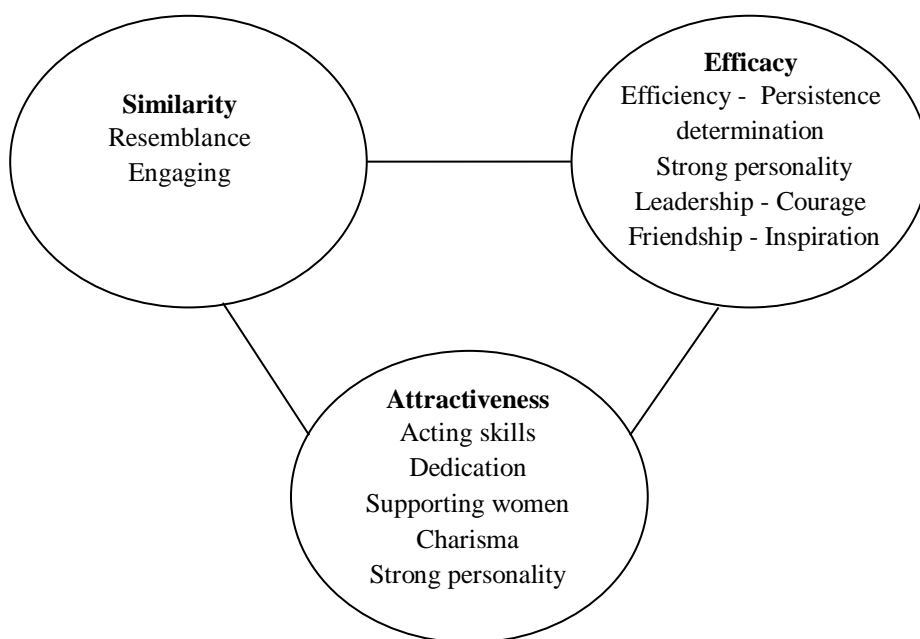 Similarity
Resemblance
Engaging
Efficacy
Efficiency - Persistence
determination
Strong personality
Leadership - Courage
Friendship - Inspiration
Attractiveness
Acting skills
Dedication
Supporting women
Charisma
Strong personality